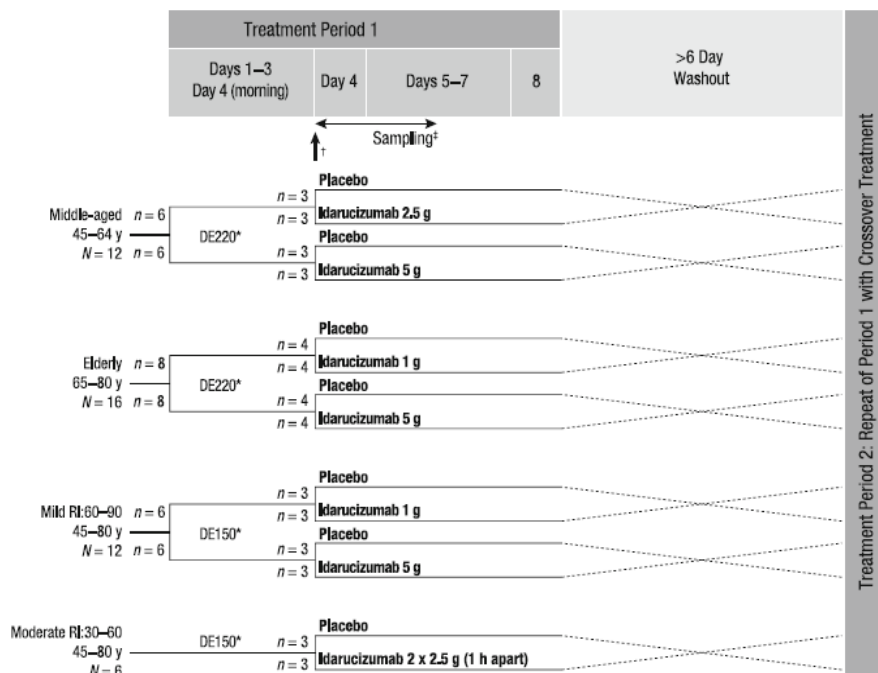 Treatment Period 1
Days 1–3
Day 4 (morning)
Day 4
Days 5–7
8
>6 Day
Washout
Sampling‡
†
Middle-aged
45–64 y
N = 12
n = 6
n = 6
DE220*
n = 3
n = 3
n = 3
n = 3
Placebo
Idarucizumab 2.5 g
Placebo
Idarucizumab 5 g
Elderly
65–80 y
N = 16
n = 8
n = 8
DE220*
n = 4
n = 4
n = 4
n = 4
Placebo
Idarucizumab 1 g
Placebo
Idarucizumab 5 g
Mild RI:60–90
45–80 y
N = 12
n = 6
n = 6
DE150*
n = 3
n = 3
n = 3
n = 3
Placebo
Idarucizumab 1 g
Placebo
Idarucizumab 5 g
Moderate RI:30–60
45–80 y
N = 6
DE150*
n = 3
n = 3
Placebo
Idarucizumab 2 x 2.5 g (1 h apart)
Treatment Period 2: Repeat of Period 1 with Crossover Treatment